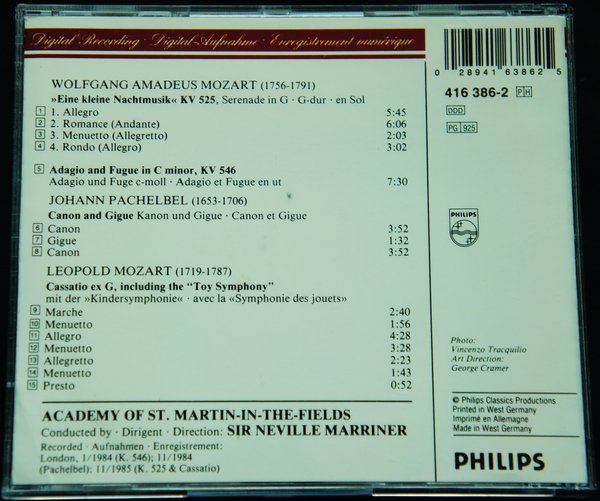 Digital Recording · Digital-Aufnahme · Enregistrement numérique
WOLFGANG AMADEUS MOZART (1756-1791)
»Eine kleine Nachtmusik« KV 525, Serenade in G · G-dur · en Sol
1 1. Allegro 5:45
2 2. Romance (Andante) 6:06
3 3. Menuetto (Allegretto) 2:03
4 4. Rondo (Allegro) 3:02
5 Adagio and Fugue in C minor, KV 546
Adagio und Fuge c-moll · Adagio et Fugue en ut 7:30
JOHANN PACHELBEL (1653-1706)
Canon and Gigue Kanon und Gigue · Canon et Gigue
6 Canon 3:52
7 Gigue 1:32
8 Canon 3:52
LEOPOLD MOZART (1719-1787)
Cassatio ex G, including the “Toy Symphony”
mit der »Kindersymphonie« · avec la «Symphonie des jouets»
9 Marche 2:40
10 Menuetto 1:56
11 Allegro 4:28
12 Menuetto 3:28
13 Allegretto 2:23
14 Menuetto 1:43
15 Presto 0:52
ACADEMY OF ST. MARTIN-IN-THE-FIELDS
Conducted by · Dirigent · Direction: SIR NEVILLE MARRINER
Recorded · Aufnahmen · Enregistrement:
London, 1/1984 (K. 546); 11/1984
(Pachelbel); 11/1985 (K. 525 & Cassatio)
0 28941 63862 5
416 386-2 PH
DDD
PG 925
PHILIPS
Photo:
Vincenzo Tracquilio
Art Direction:
George Cramer
© Philips Classics Productions
Printed in West Germany
Imprimé en Allemagne
Made in West Germany
PHILIPS